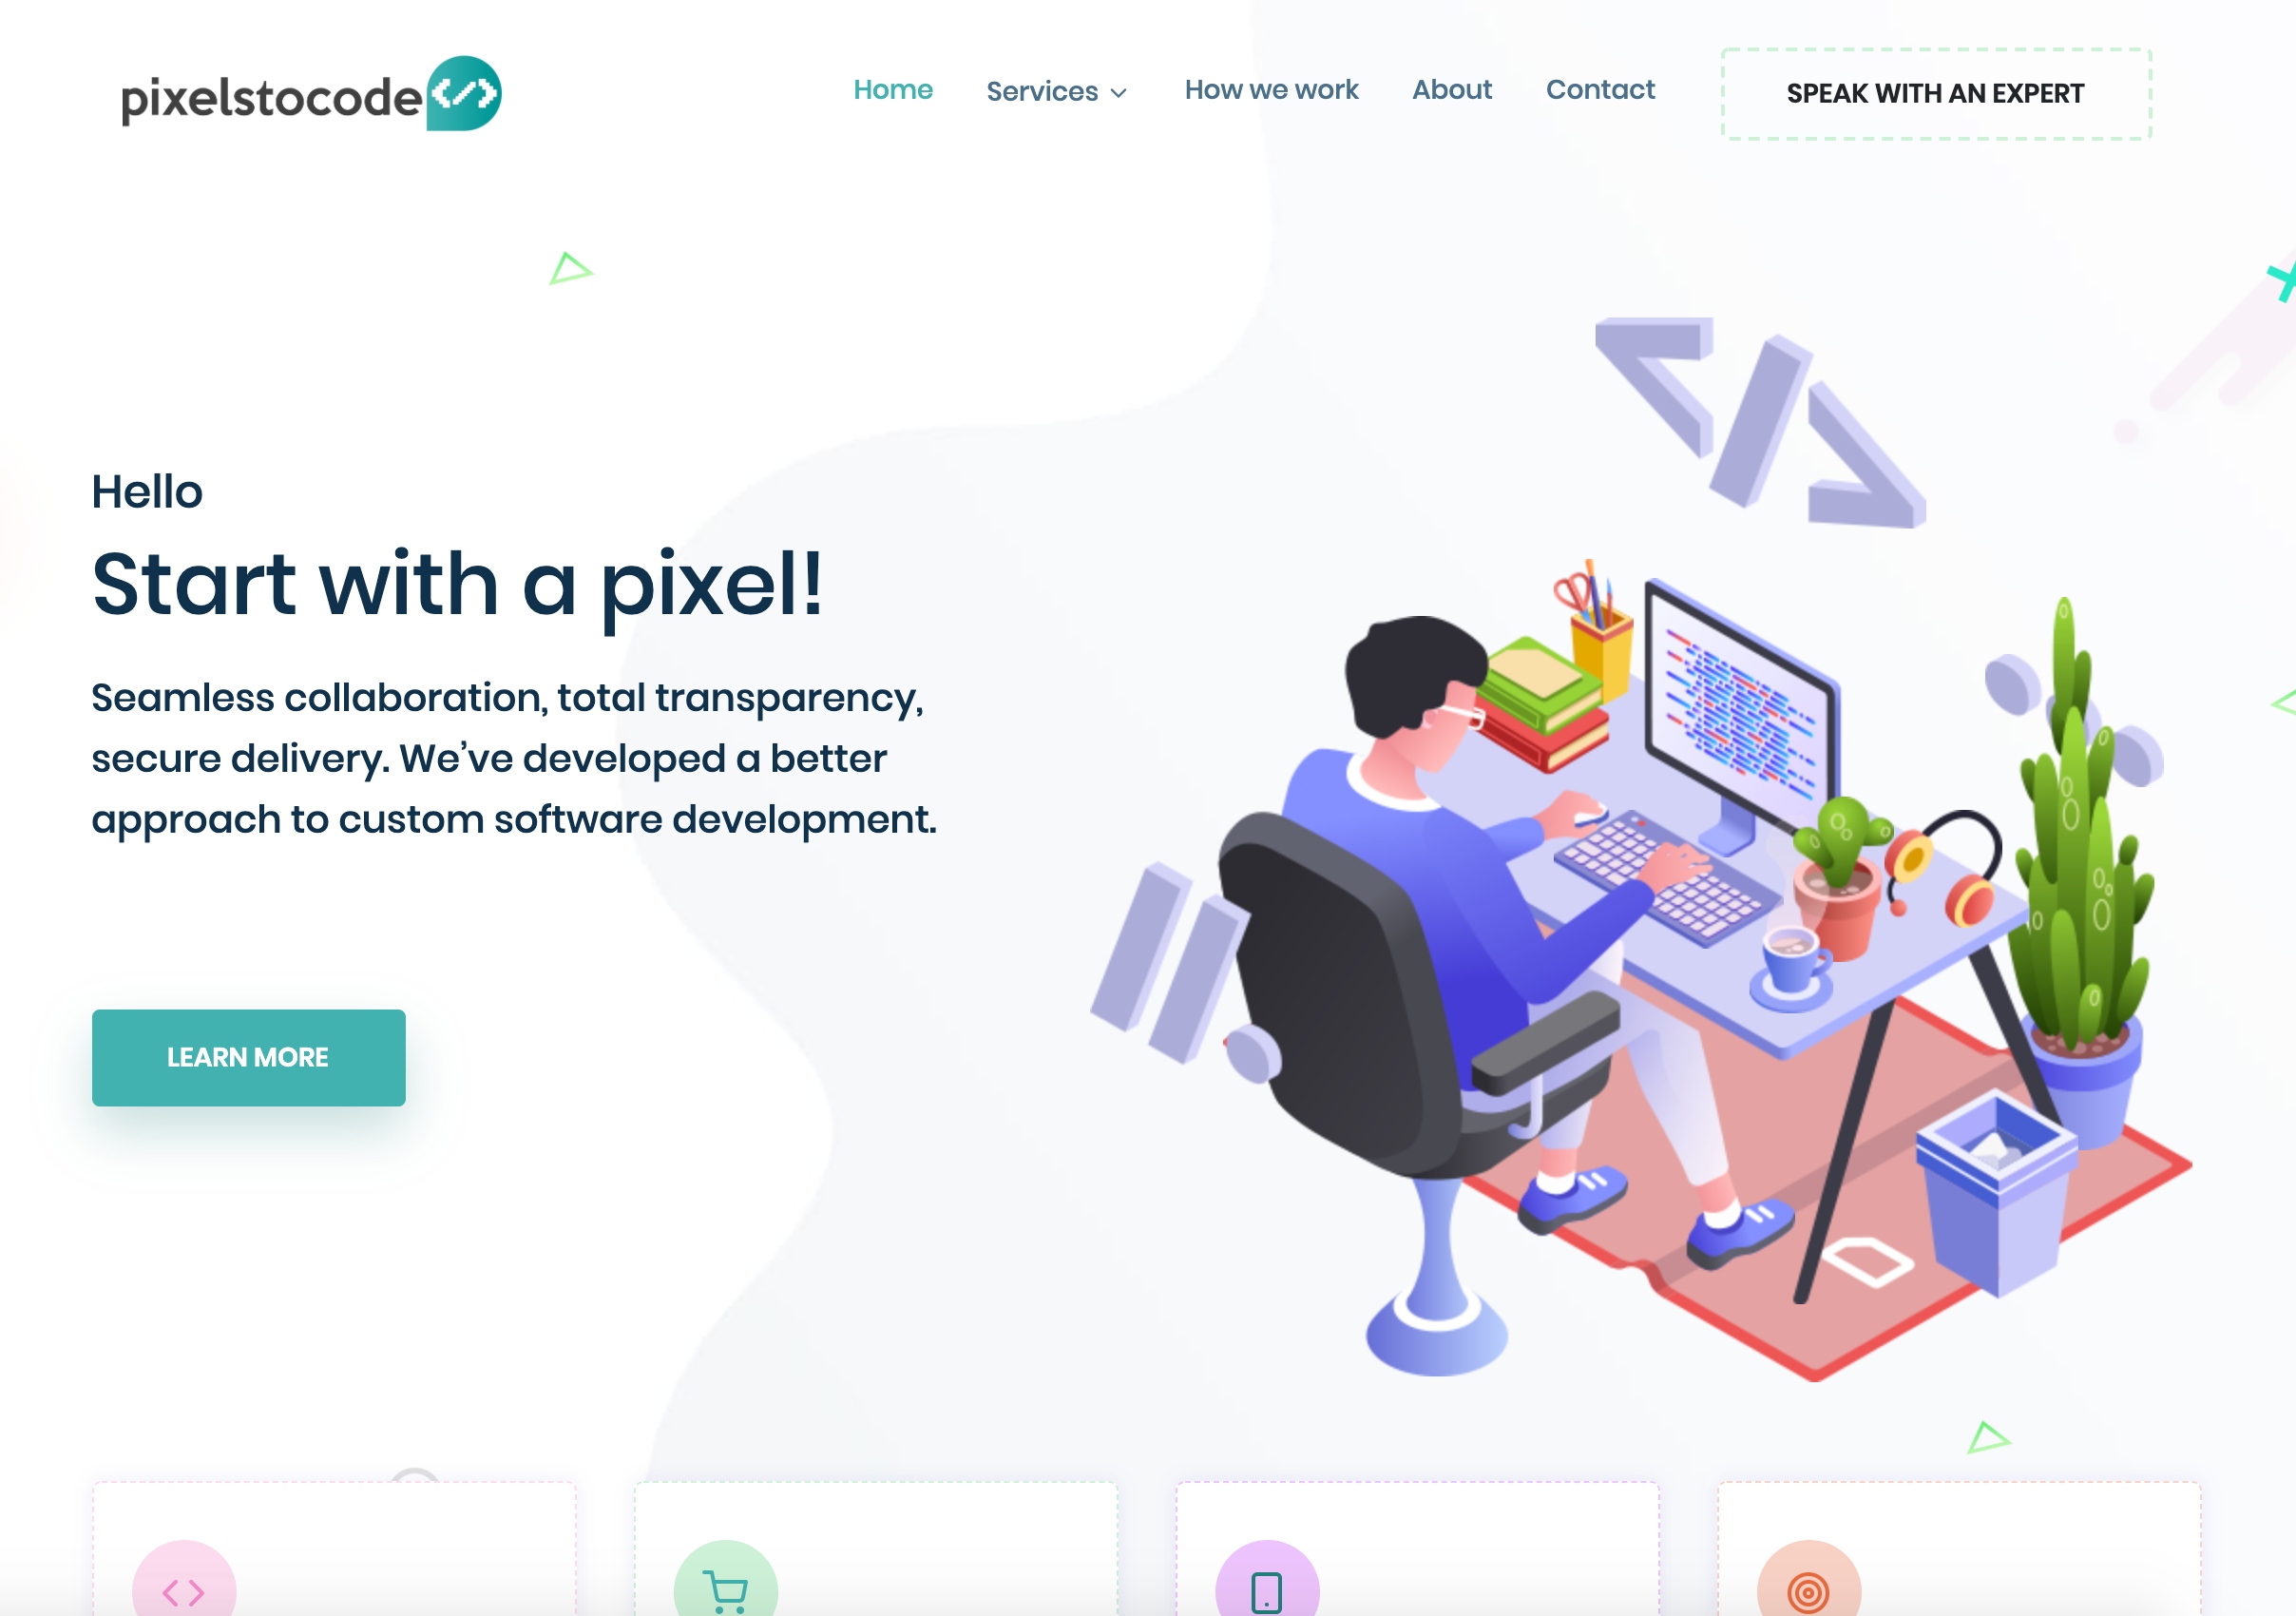 pixelstocode
Home Services How we work About Contact SPEAK WITH AN EXPERT
Hello
Start with a pixel!
Seamless collaboration, total transparency,
secure delivery. We’ve developed a better
approach to custom software development.
LEARN MORE